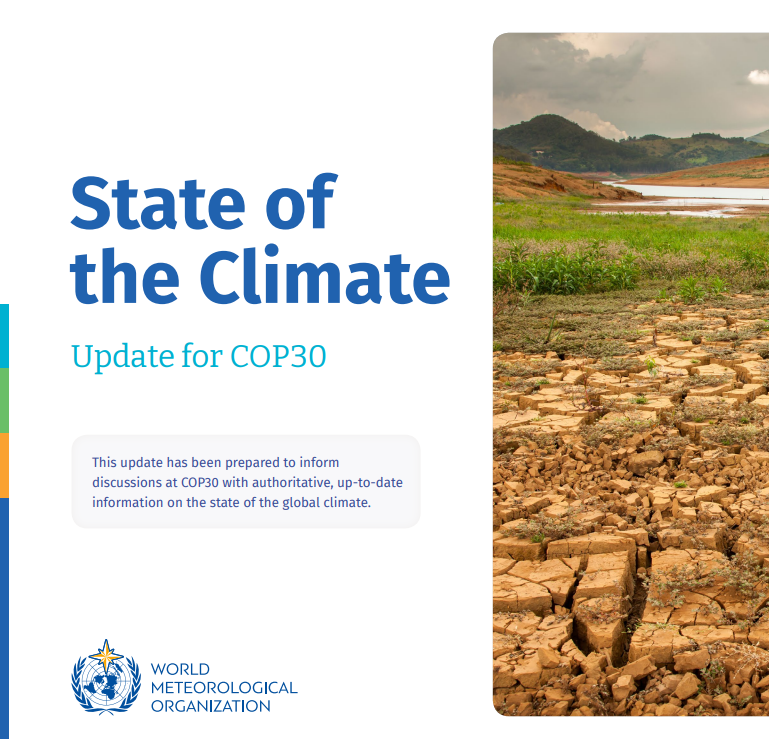 State of
the Climate
Update for COP30
This update has been prepared to inform
discussions at COP30 with authoritative, up-to-date
information on the state of the global climate.
WORLD
METEOROLOGICAL
ORGANIZATION